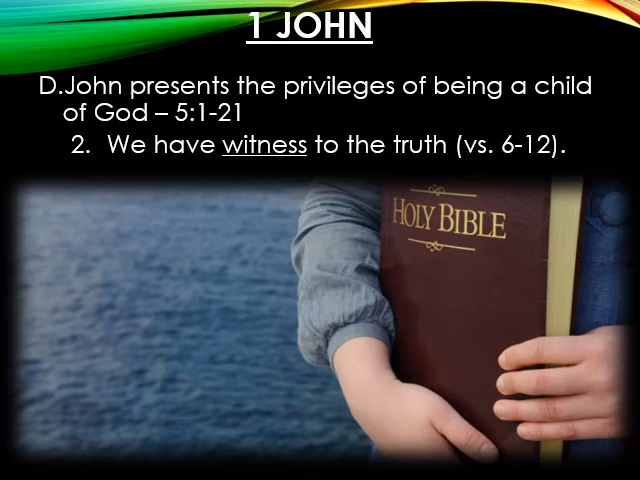 1 JOHN
D.John presents the privileges of being a child
of God – 5:1-21
2. We have witness to the truth (vs. 6-12).
HOLY BIBLE